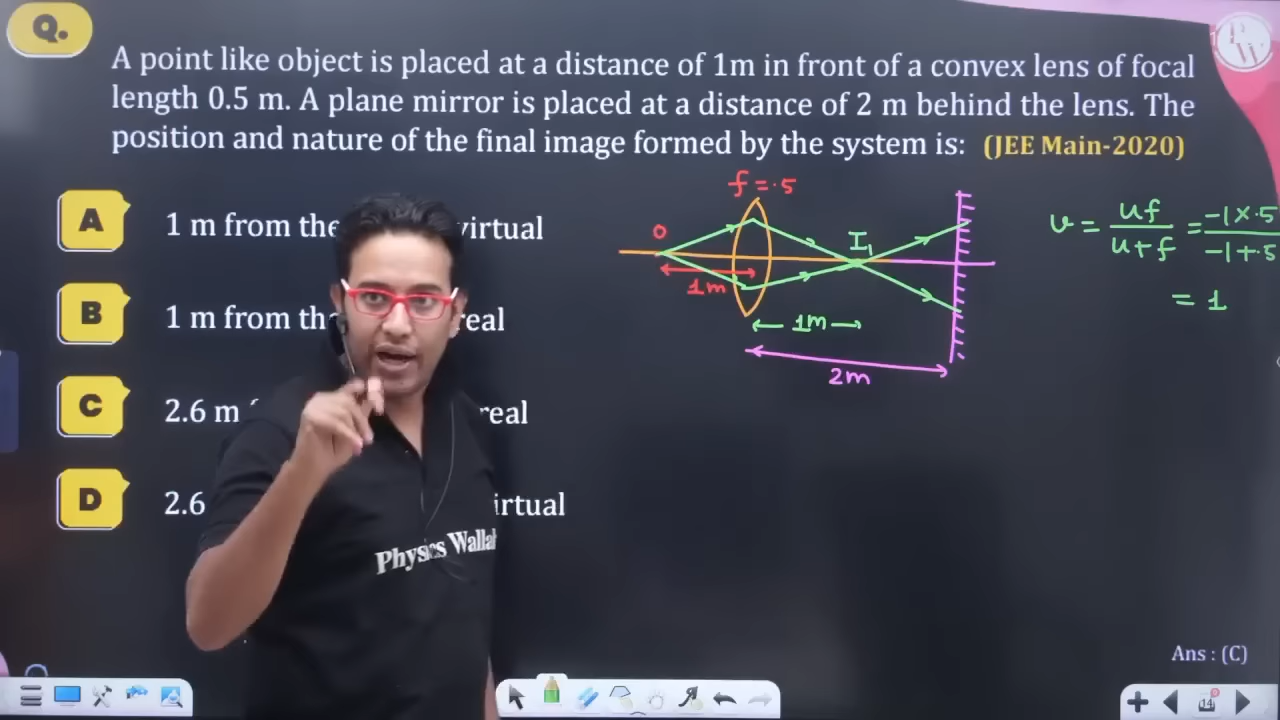 Q.
A point like object is placed at a distance of 1m in front of a convex lens of focal
length 0.5 m. A plane mirror is placed at a distance of 2 m behind the lens. The
position and nature of the final image formed by the system is: (JEE Main-2020)
A 1 m from the virtual
B 1 m from real
C 2.6 m real
D 2.6
f = .5
O
I₁
1m
1m
2m
v = uf/u+f = -1×.5/-1+.5
= 1
Physics Wallah
Ans : (C)
14